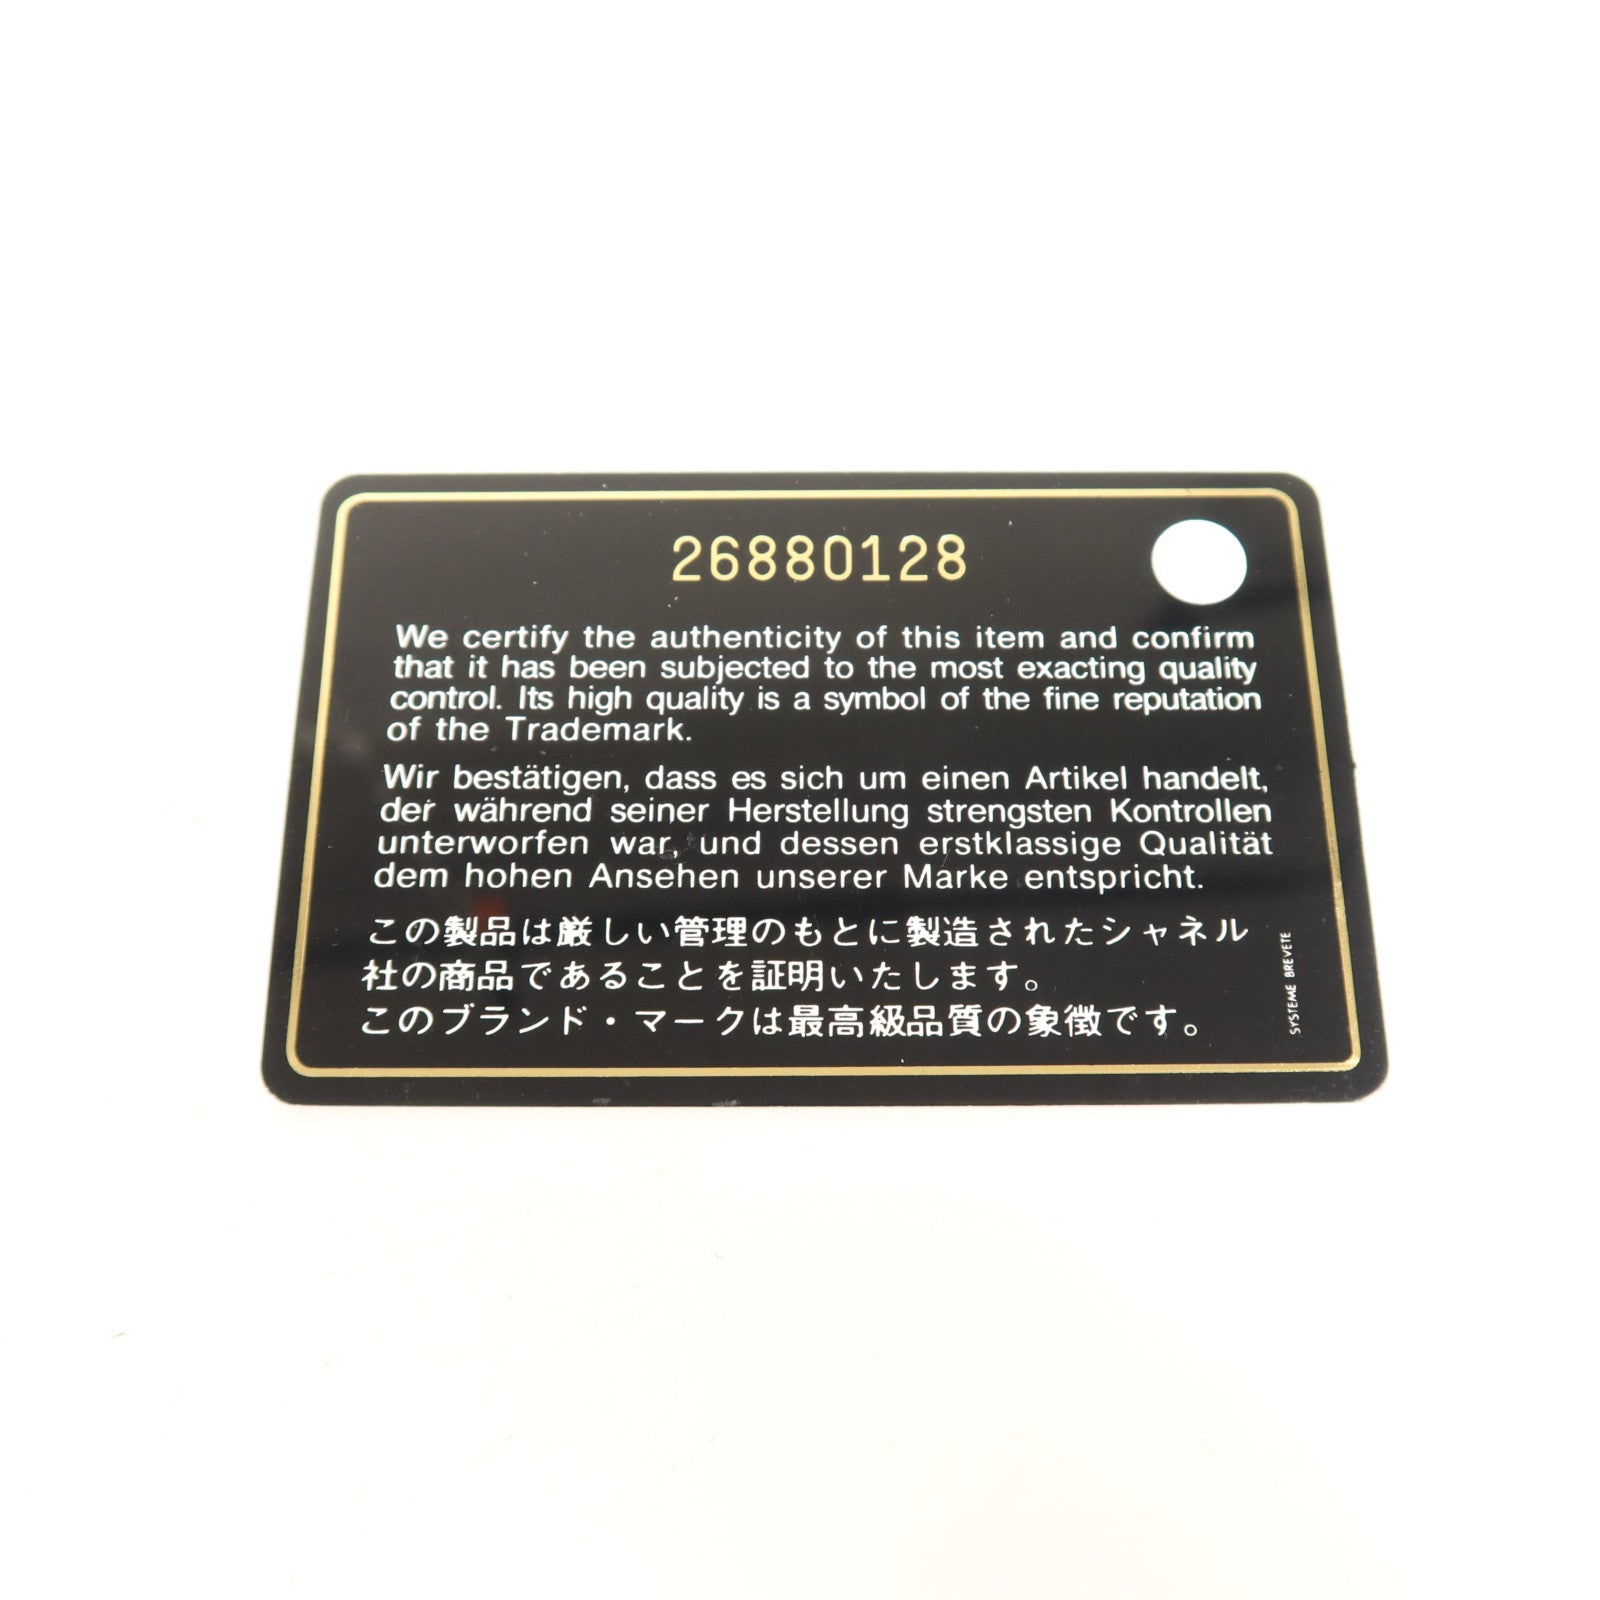 26880128
We certify the authenticity of this item and confirm
that it has been subjected to the most exacting quality
control. Its high quality is a symbol of the fine reputation
of the Trademark.
Wir bestätigen, dass es sich um einen Artikel handelt,
der während seiner Herstellung strengsten Kontrollen
unterworfen war, und dessen erstklassige Qualität
dem hohen Ansehen unserer Marke entspricht.
この製品は厳しい管理のもとに製造されたシャネル
社の商品であることを証明いたします。
このブランド・マークは最高級品質の象徴です。
SYSTEME BREVETE